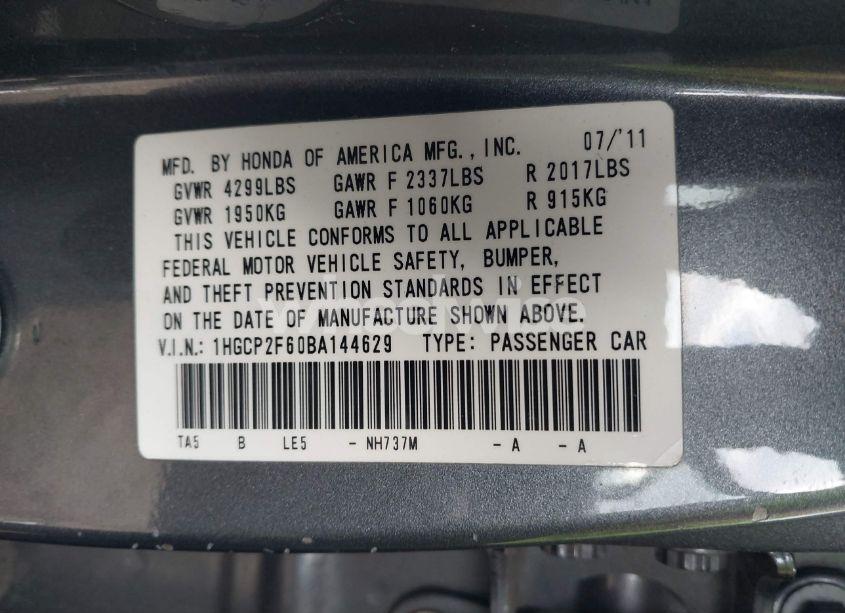 MFD. BY HONDA OF AMERICA MFG., INC. 07/'11
GVWR 4299LBS GAWR F 2337LBS R 2017LBS
GVWR 1950KG GAWR F 1060KG R 915KG
THIS VEHICLE CONFORMS TO ALL APPLICABLE
FEDERAL MOTOR VEHICLE SAFETY, BUMPER,
AND THEFT PREVENTION STANDARDS IN EFFECT
ON THE DATE OF MANUFACTURE SHOWN ABOVE.
V.I.N.: 1HGCP2F60BA144629 TYPE: PASSENGER CAR
TA5 B LE5 - NH737M - A - A